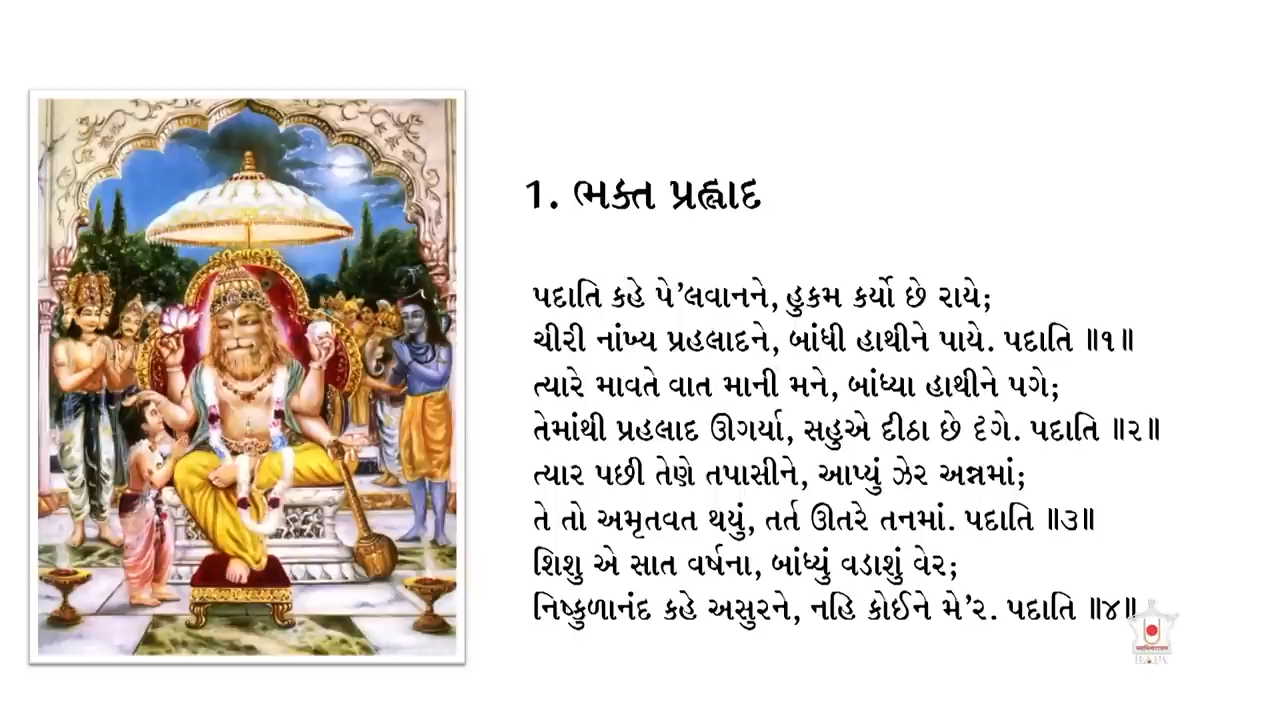 1. ભક્ત પ્રહ્લાદ
પદાતિ કહે પે'લવાનને, હુકમ કર્યો છે રાયે;
ચીરી નાંખ્ય પ્રહલાદને, બાંધી હાથીને પાયે. પદાતિ ॥૧॥
ત્યારે માવતે વાત માની મને, બાંધ્યા હાથીને પગે;
તેમાંથી પ્રહલાદ ઊગર્યા, સહુએ દીઠા છે દગે. પદાતિ ॥૨॥
ત્યાર પછી તેણે તપાસીને, આપ્યું ઝેર અન્નમાં;
તે તો અમૃતવત થયું, તર્ત ઊતરે તનમાં. પદાતિ ॥૩॥
શિશુ એ સાત વર્ષના, બાંધ્યું વડાશું વેર;
નિષ્કુળાનંદ કહે અસુરને, નહિ કોઈને મે'ર. પદાતિ ॥૪॥